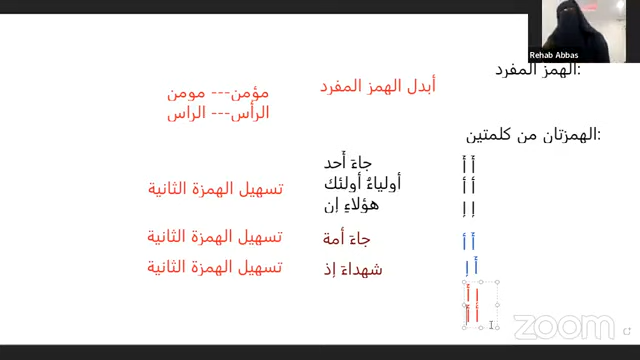 Rehab Abbas
الهمز المفرد:
أبدل الهمز المفرد
مؤمن --- مومن
الرأس--- الراس
الهمزتان من كلمتين:
أَ أَ جاءَ أَحد
أُ أُ أولياءُ أولئك تسهيل الهمزة الثانية
إِ إِ هؤلاءِ إن
أَ أُ جاءَ أمة تسهيل الهمزة الثانية
أَ إِ شهداءَ إذ تسهيل الهمزة الثانية
zoom